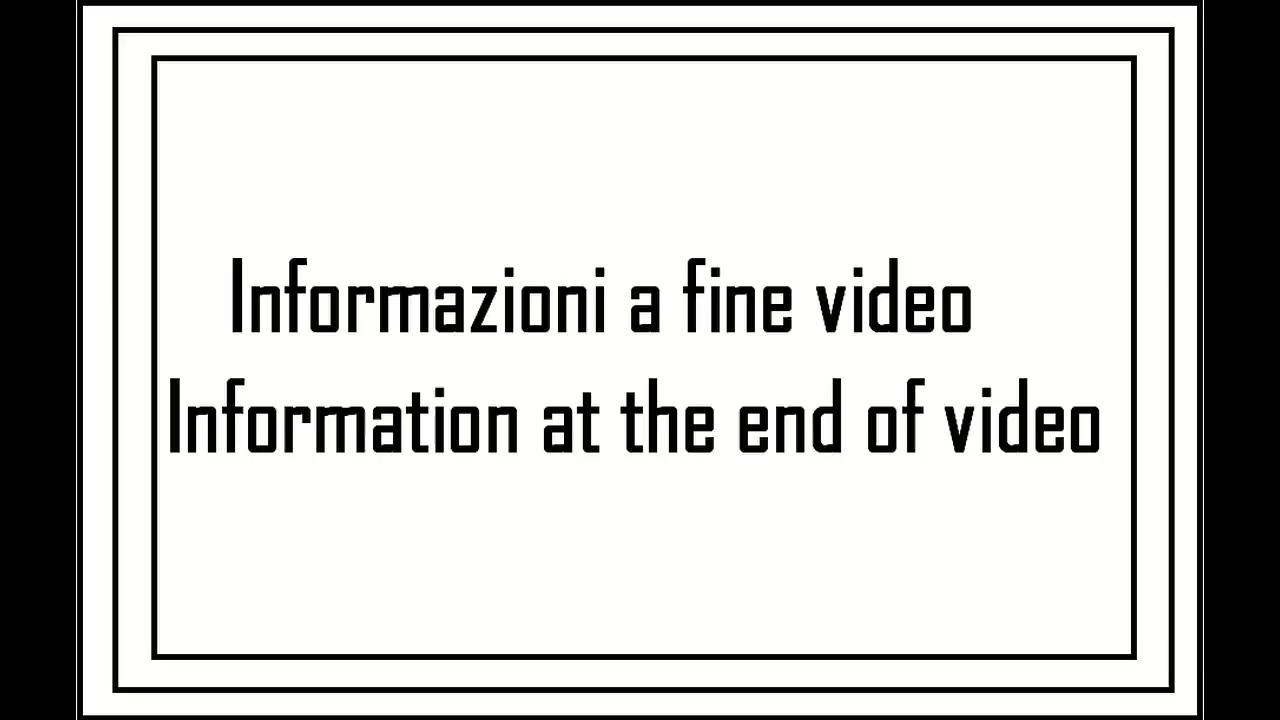 Informazioni a fine video
Information at the end of video